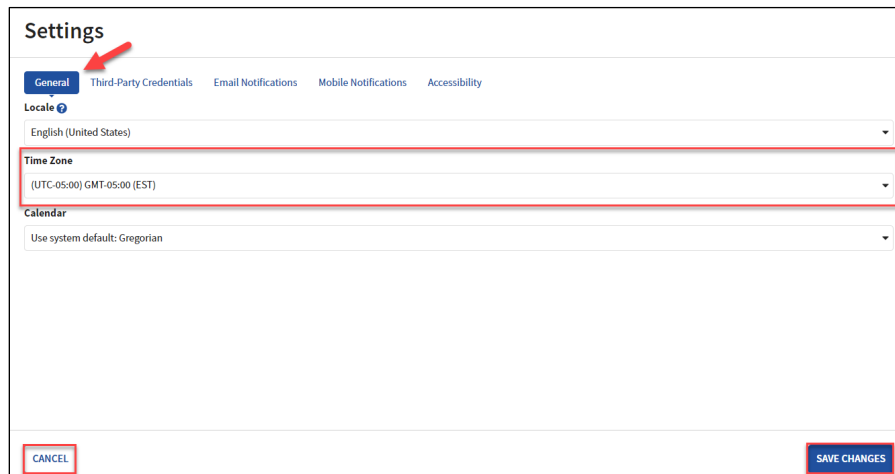 Settings
General Third-Party Credentials Email Notifications Mobile Notifications Accessibility
Locale ?
English (United States)
Time Zone
(UTC-05:00) GMT-05:00 (EST)
Calendar
Use system default: Gregorian
CANCEL SAVE CHANGES